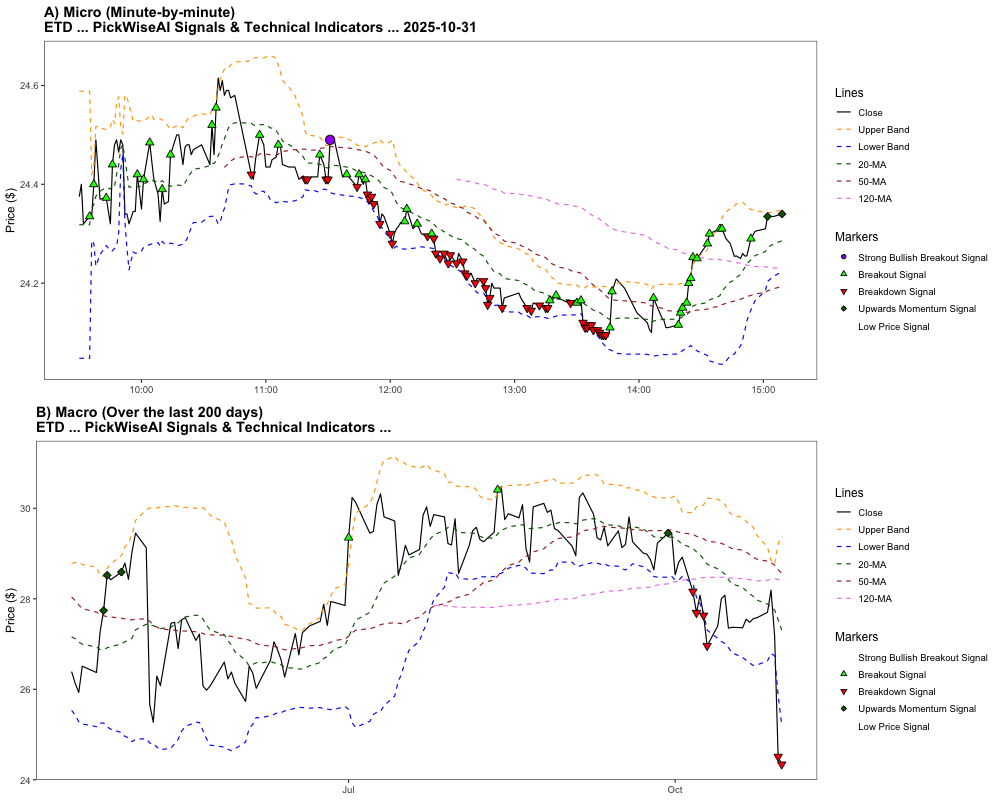 A) Micro (Minute-by-minute)
ETD ... PickWiseAI Signals & Technical Indicators ... 2025-10-31
Price ($)
24.6
24.4
24.2
10:00
11:00
12:00
13:00
14:00
15:00
Lines
Close
Upper Band
Lower Band
20-MA
50-MA
120-MA
Markers
Strong Bullish Breakout Signal
Breakout Signal
Breakdown Signal
Upwards Momentum Signal
Low Price Signal
B) Macro (Over the last 200 days)
ETD ... PickWiseAI Signals & Technical Indicators ...
Price ($)
30
28
26
24
Jul
Oct
Lines
Close
Upper Band
Lower Band
20-MA
50-MA
120-MA
Markers
Strong Bullish Breakout Signal
Breakout Signal
Breakdown Signal
Upwards Momentum Signal
Low Price Signal